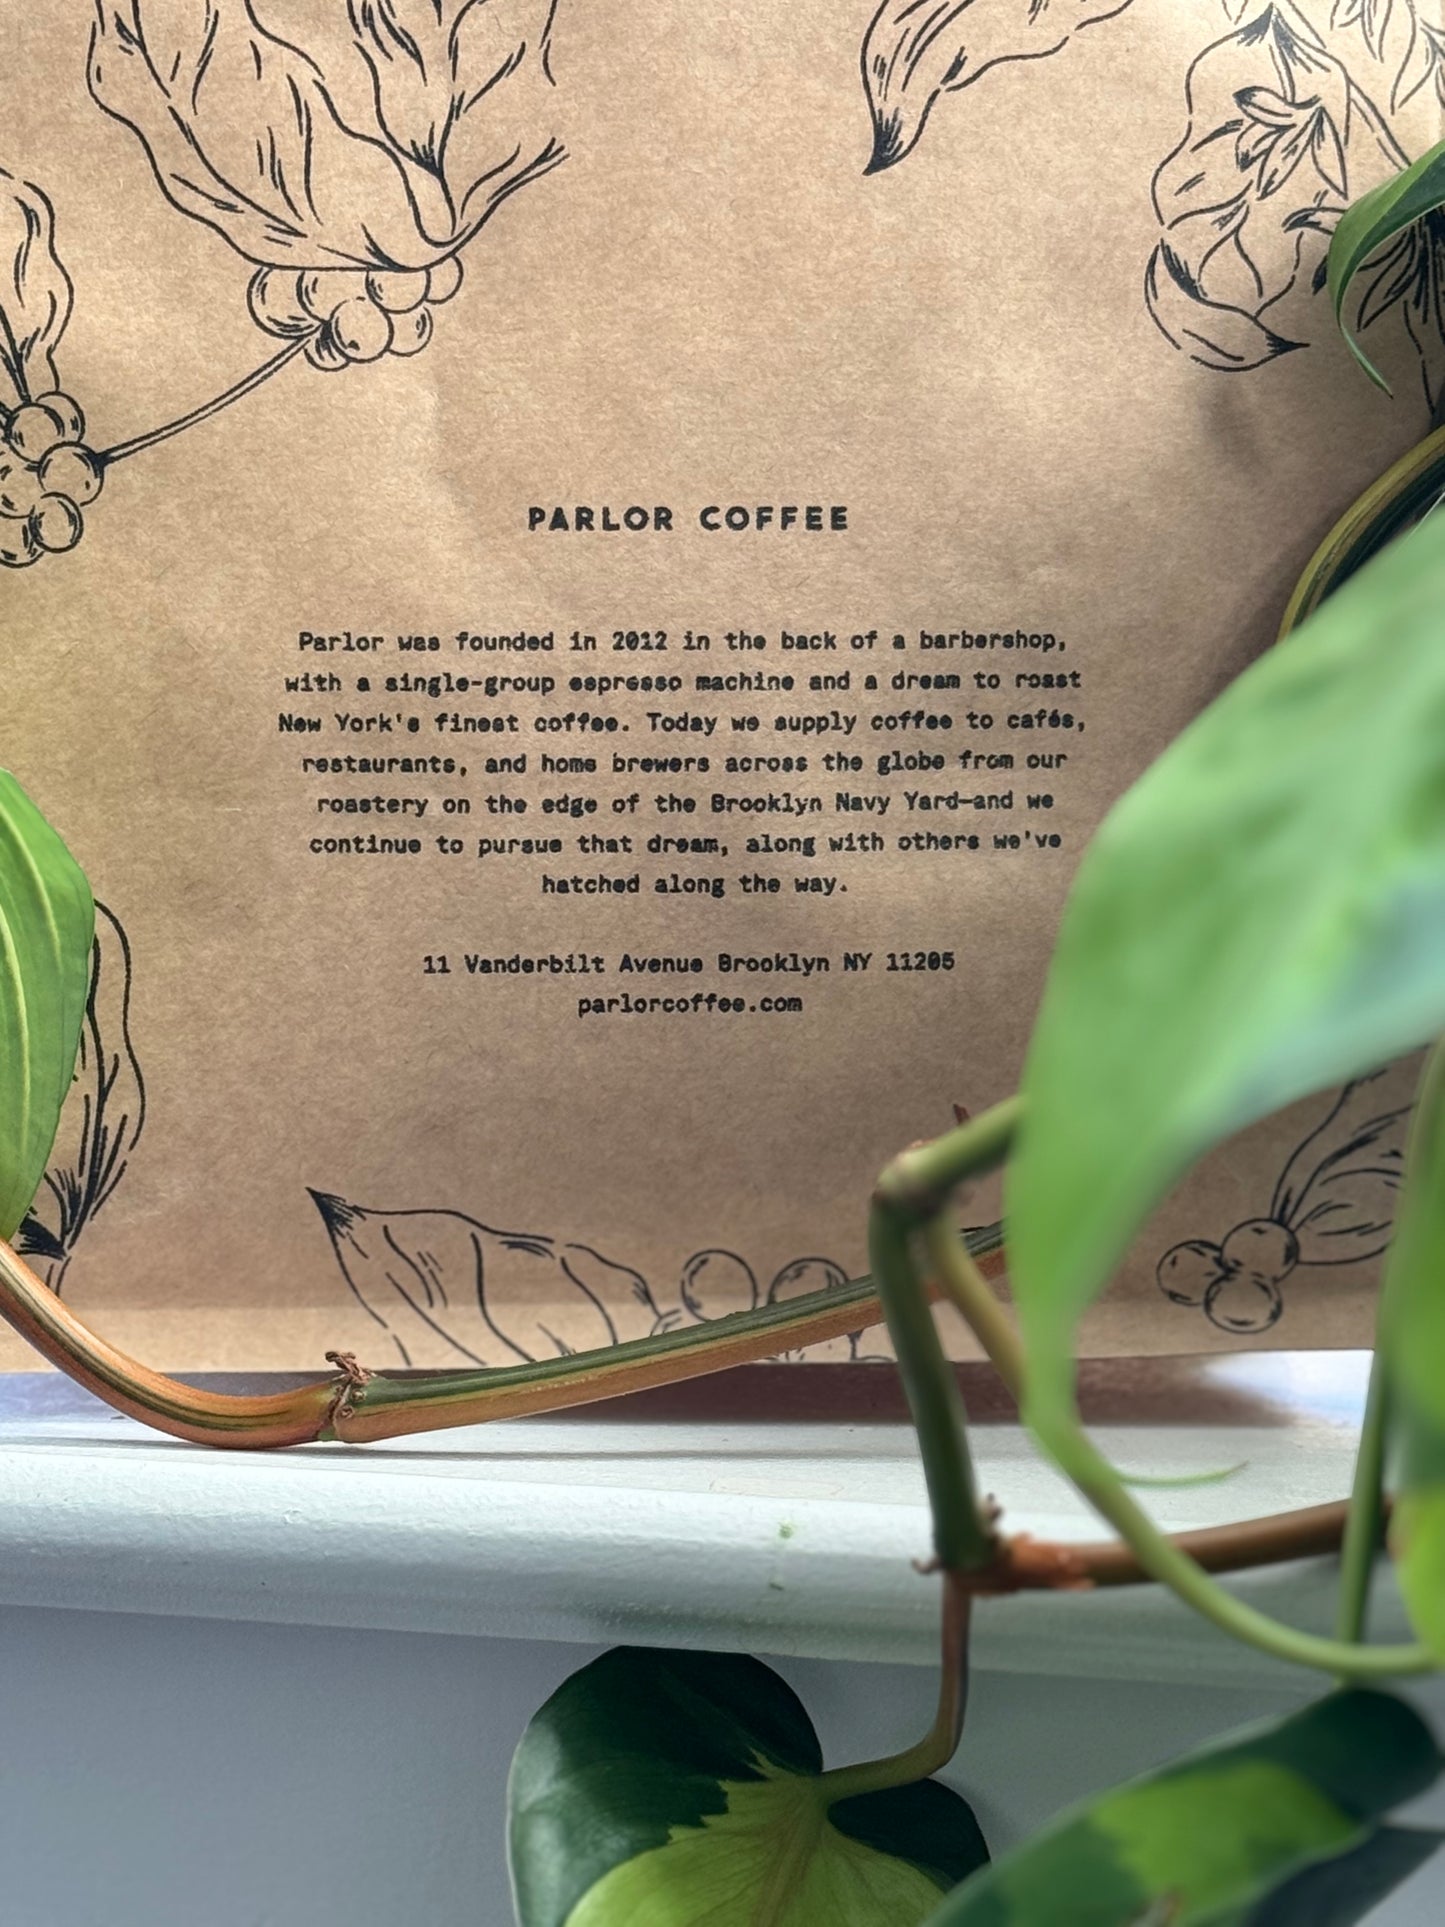 PARLOR COFFEE
Parlor was founded in 2012 in the back of a barbershop,
with a single-group espresso machine and a dream to roast
New York's finest coffee. Today we supply coffee to cafés,
restaurants, and home brewers across the globe from our
roastery on the edge of the Brooklyn Navy Yard—and we
continue to pursue that dream, along with others we've
hatched along the way.
11 Vanderbilt Avenue Brooklyn NY 11205
parlorcoffee.com